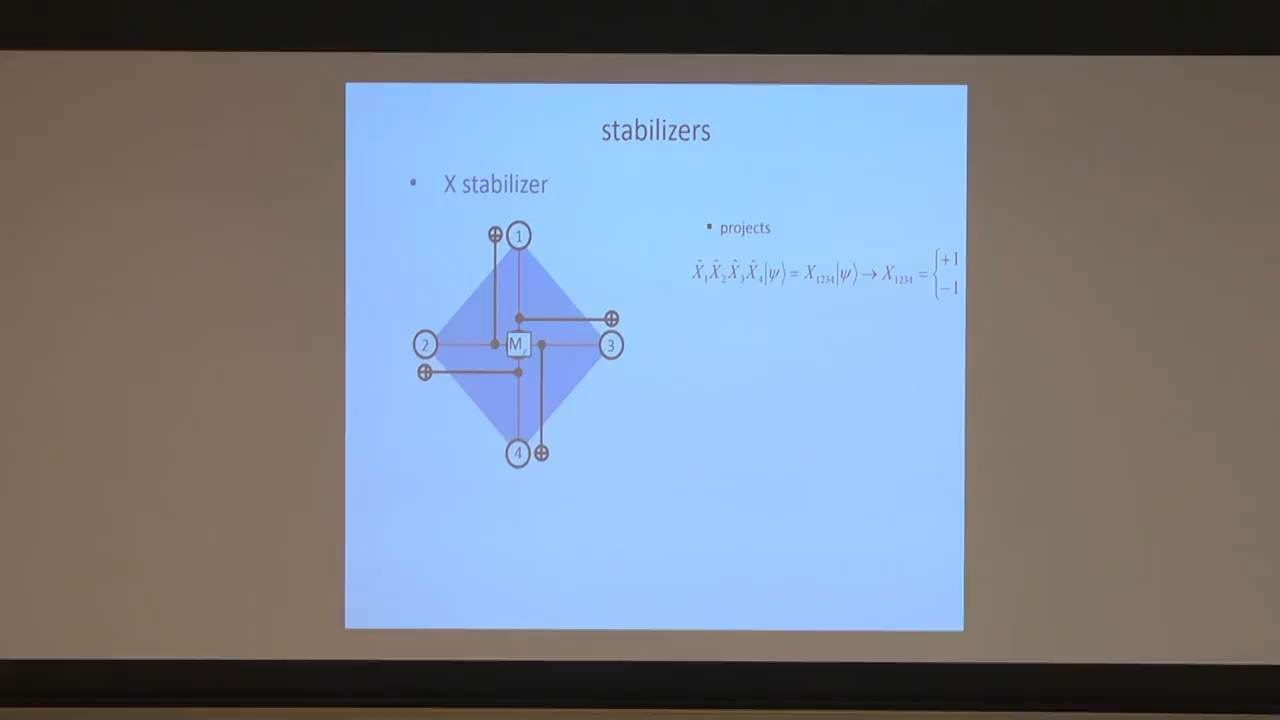 stabilizers
• X stabilizer
▪ projects
X̂₁X̂₂X̂₃X̂₄|ψ⟩ = X₁₂₃₄|ψ⟩ → X₁₂₃₄ = {+1
−1
1
2
M
3
4